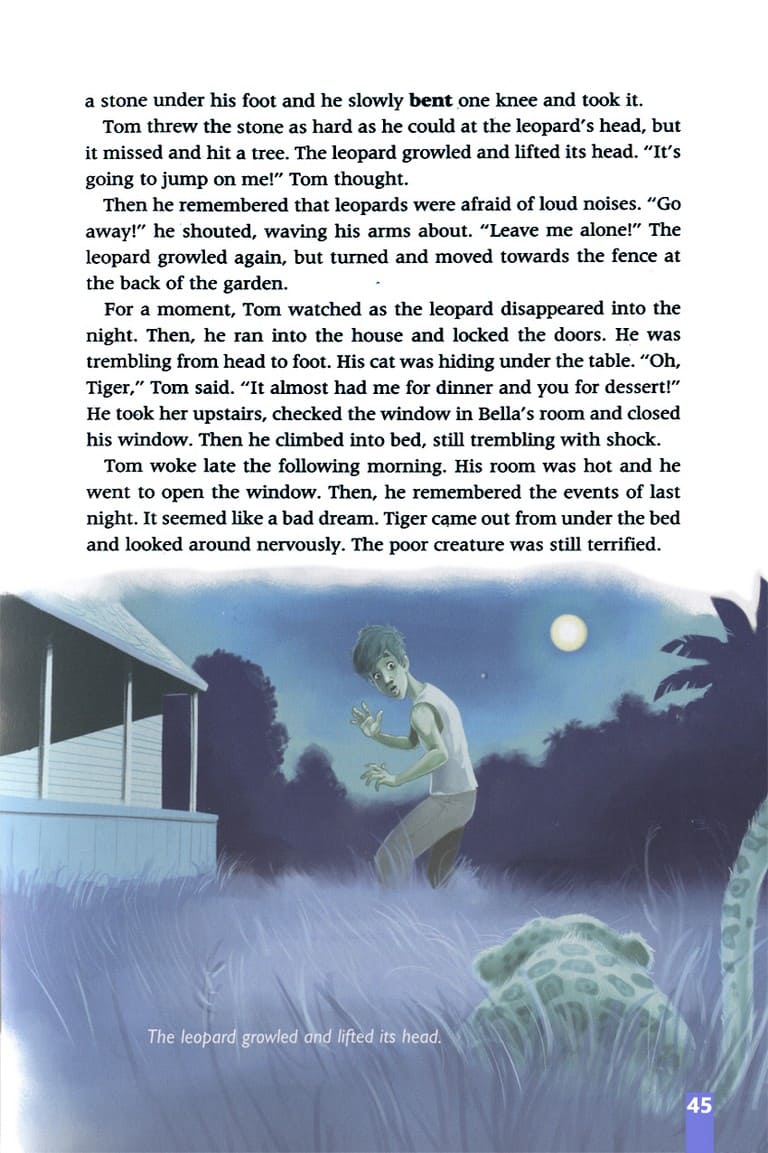 a stone under his foot and he slowly bent one knee and took it.
Tom threw the stone as hard as he could at the leopard’s head, but
it missed and hit a tree. The leopard growled and lifted its head. “It’s
going to jump on me!” Tom thought.
Then he remembered that leopards were afraid of loud noises. “Go
away!” he shouted, waving his arms about. “Leave me alone!” The
leopard growled again, but turned and moved towards the fence at
the back of the garden.
For a moment, Tom watched as the leopard disappeared into the
night. Then, he ran into the house and locked the doors. He was
trembling from head to foot. His cat was hiding under the table. “Oh,
Tiger,” Tom said. “It almost had me for dinner and you for dessert!”
He took her upstairs, checked the window in Bella’s room and closed
his window. Then he climbed into bed, still trembling with shock.
Tom woke late the following morning. His room was hot and he
went to open the window. Then, he remembered the events of last
night. It seemed like a bad dream. Tiger came out from under the bed
and looked around nervously. The poor creature was still terrified.
The leopard growled and lifted its head.
45